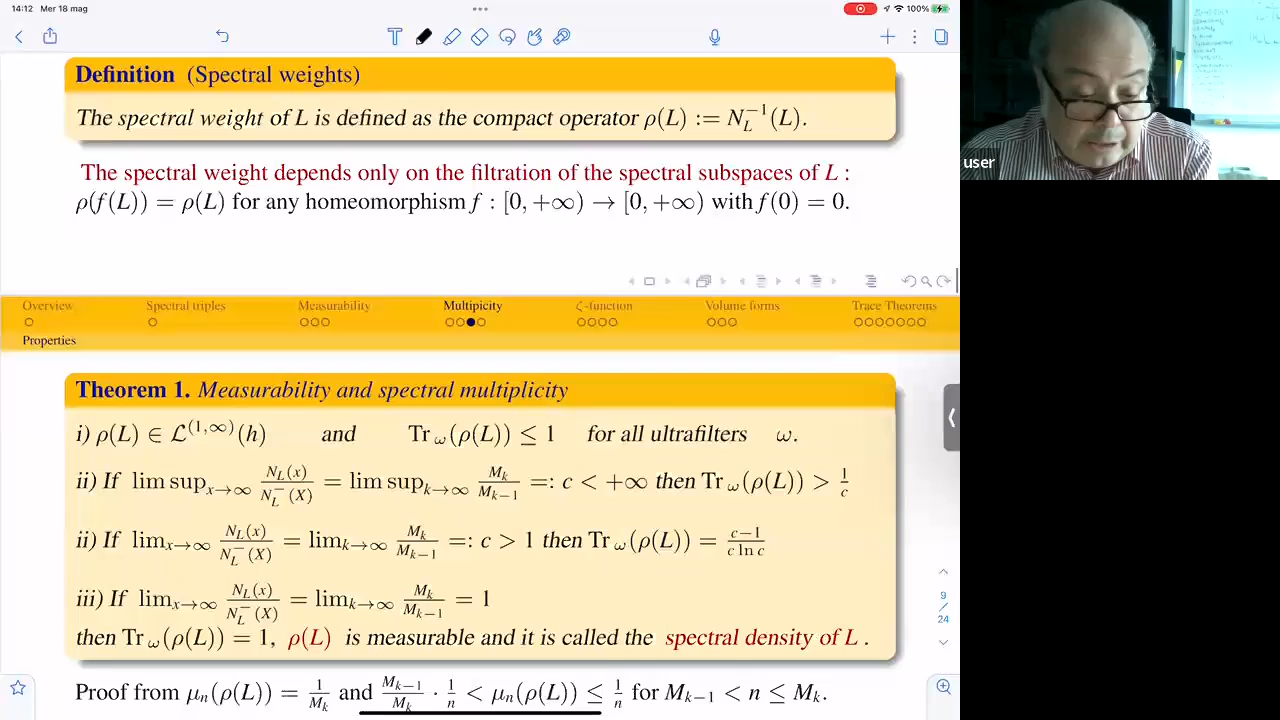 14:12 Mer 18 mag
100%
Definition (Spectral weights)
The spectral weight of L is defined as the compact operator ρ(L) := N_L^{-1}(L).
The spectral weight depends only on the filtration of the spectral subspaces of L :
ρ(f(L)) = ρ(L) for any homeomorphism f : [0, +∞) → [0, +∞) with f(0) = 0.
Overview Spectral triples Measurability Multipicity ζ-function Volume forms Trace Theorems
Properties
Theorem 1. Measurability and spectral multiplicity
i) ρ(L) ∈ 𝓛^{(1,∞)}(h) and Tr_ω(ρ(L)) ≤ 1 for all ultrafilters ω.
ii) If lim sup_{x→∞} N_L(x)/N_L^-(X) = lim sup_{k→∞} M_k/M_{k-1} =: c < +∞ then Tr_ω(ρ(L)) > 1/c
ii) If lim_{x→∞} N_L(x)/N_L^-(X) = lim_{k→∞} M_k/M_{k-1} =: c > 1 then Tr_ω(ρ(L)) = c−1/c ln c
iii) If lim_{x→∞} N_L(x)/N_L^-(X) = lim_{k→∞} M_k/M_{k-1} = 1
then Tr_ω(ρ(L)) = 1, ρ(L) is measurable and it is called the spectral density of L .
Proof from μ_n(ρ(L)) = 1/M_k and M_{k-1}/M_k · 1/n < μ_n(ρ(L)) ≤ 1/n for M_{k-1} < n ≤ M_k.
9
/
24
user